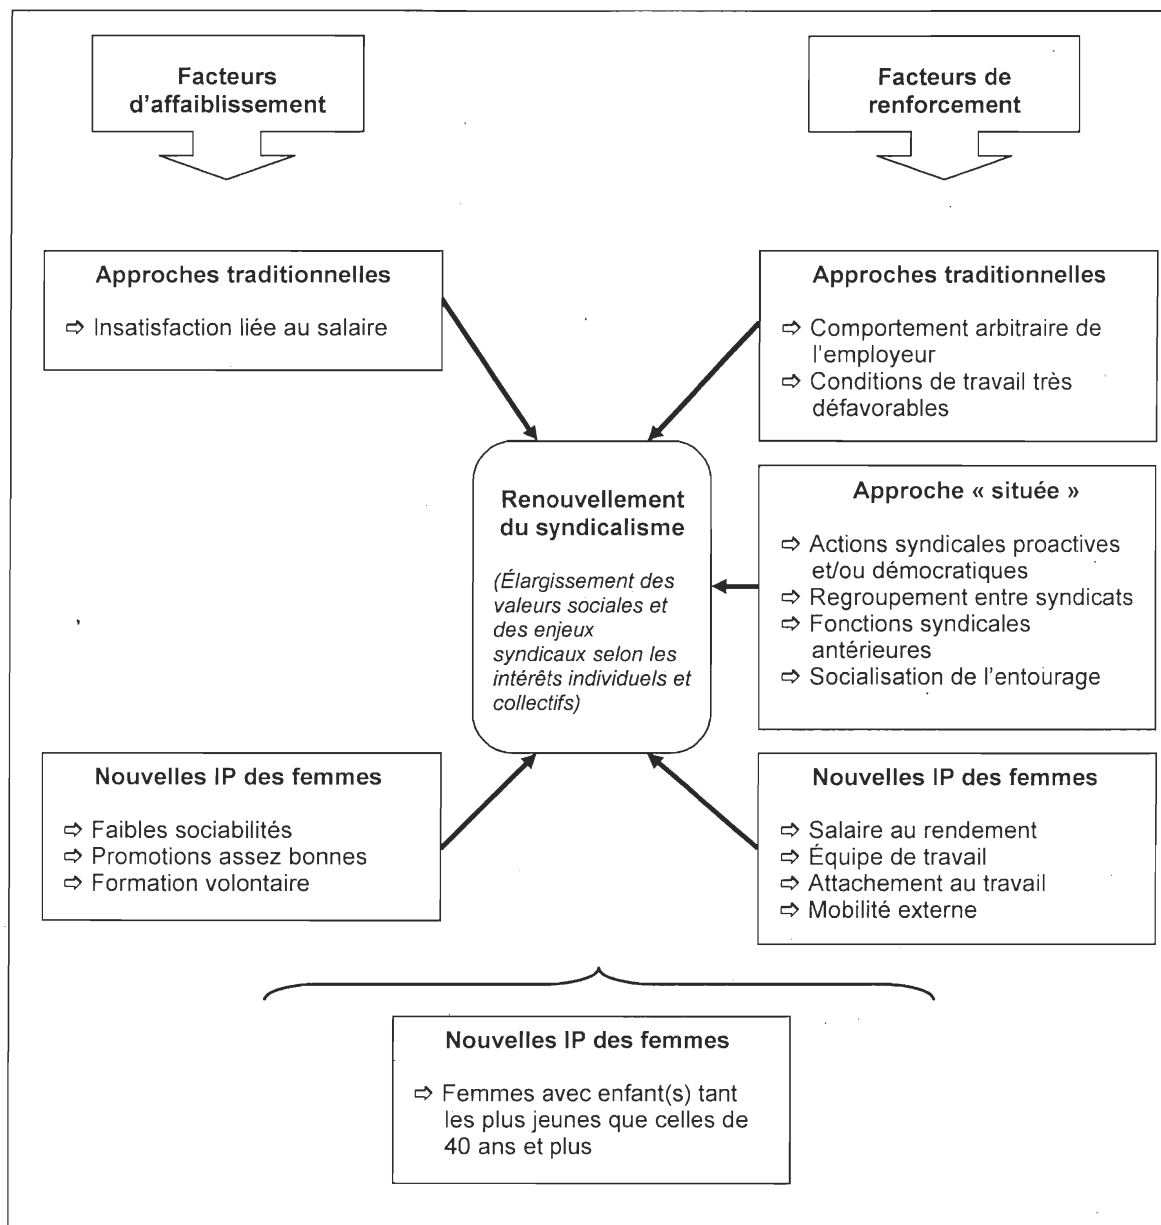 Facteurs
d'affaiblissement
Facteurs de
renforcement
Approches traditionnelles
⇨ Insatisfaction liée au salaire
Approches traditionnelles
⇨ Comportement arbitraire de
l'employeur
⇨ Conditions de travail très
défavorables
Renouvellement
du syndicalisme
(Élargissement des
valeurs sociales et
des enjeux
syndicaux selon les
intérêts individuels et
collectifs)
Approche « située »
⇨ Actions syndicales proactives
et/ou démocratiques
⇨ Regroupement entre syndicats
⇨ Fonctions syndicales
antérieures
⇨ Socialisation de l'entourage
Nouvelles IP des femmes
⇨ Faibles sociabilités
⇨ Promotions assez bonnes
⇨ Formation volontaire
Nouvelles IP des femmes
⇨ Salaire au rendement
⇨ Équipe de travail
⇨ Attachement au travail
⇨ Mobilité externe
Nouvelles IP des femmes
⇨ Femmes avec enfant(s) tant
les plus jeunes que celles de
40 ans et plus